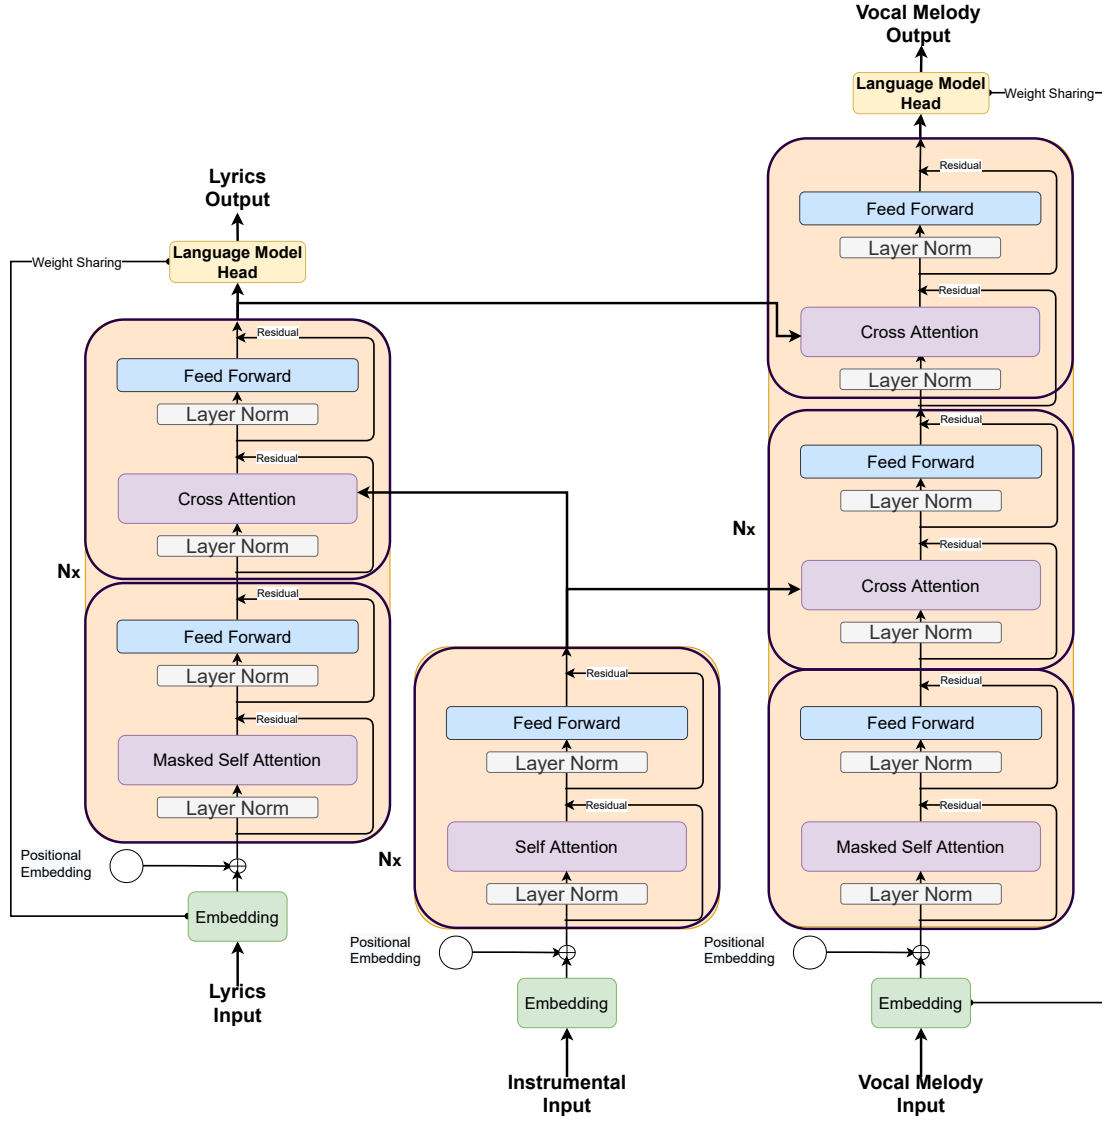 Vocal Melody
Output
Language Model
Head
Weight Sharing
Residual
Feed Forward
Layer Norm
Residual
Cross Attention
Layer Norm
Residual
Feed Forward
Layer Norm
Nx
Residual
Cross Attention
Layer Norm
Residual
Feed Forward
Layer Norm
Residual
Masked Self Attention
Layer Norm
Positional
Embedding
Embedding
Vocal Melody
Input
Lyrics
Output
Language Model
Head
Weight Sharing
Residual
Feed Forward
Layer Norm
Residual
Cross Attention
Layer Norm
Nx
Residual
Feed Forward
Layer Norm
Residual
Masked Self Attention
Layer Norm
Positional
Embedding
Embedding
Lyrics
Input
Residual
Feed Forward
Layer Norm
Residual
Self Attention
Nx
Layer Norm
Positional
Embedding
Embedding
Instrumental
Input